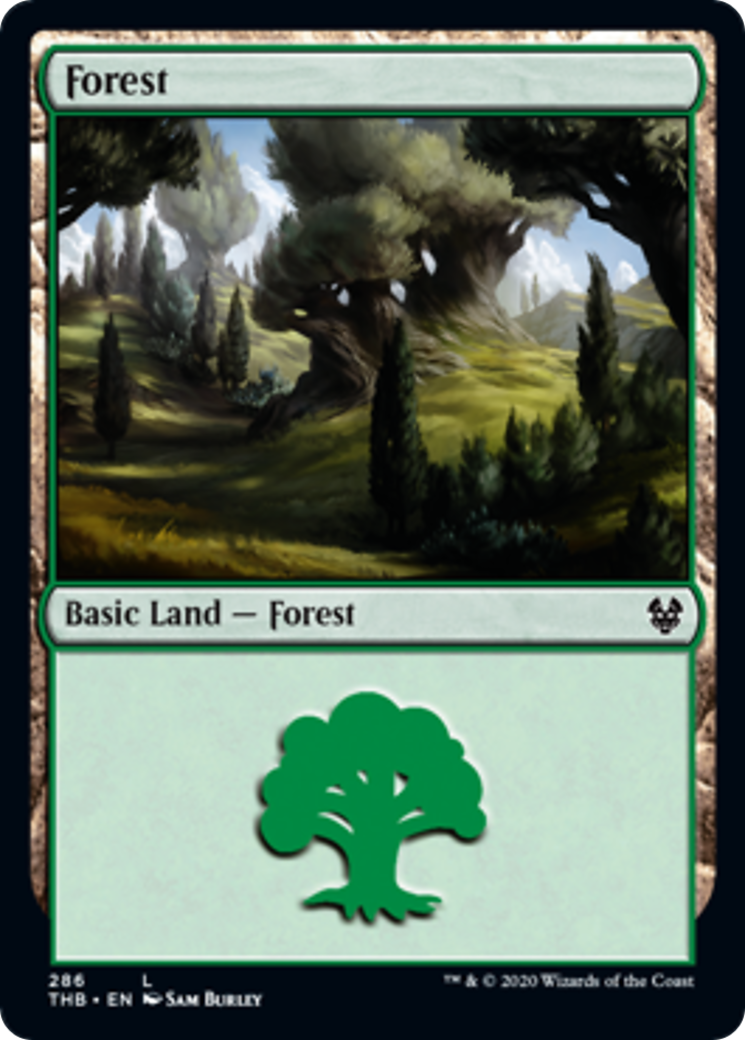 Forest
Basic Land — Forest
286 L
THB • EN Sam Burley
™ & © 2020 Wizards of the Coast